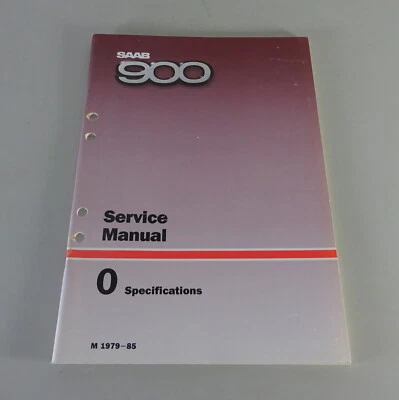 SAAB
900
Service
Manual
0 Specifications
M 1979-85